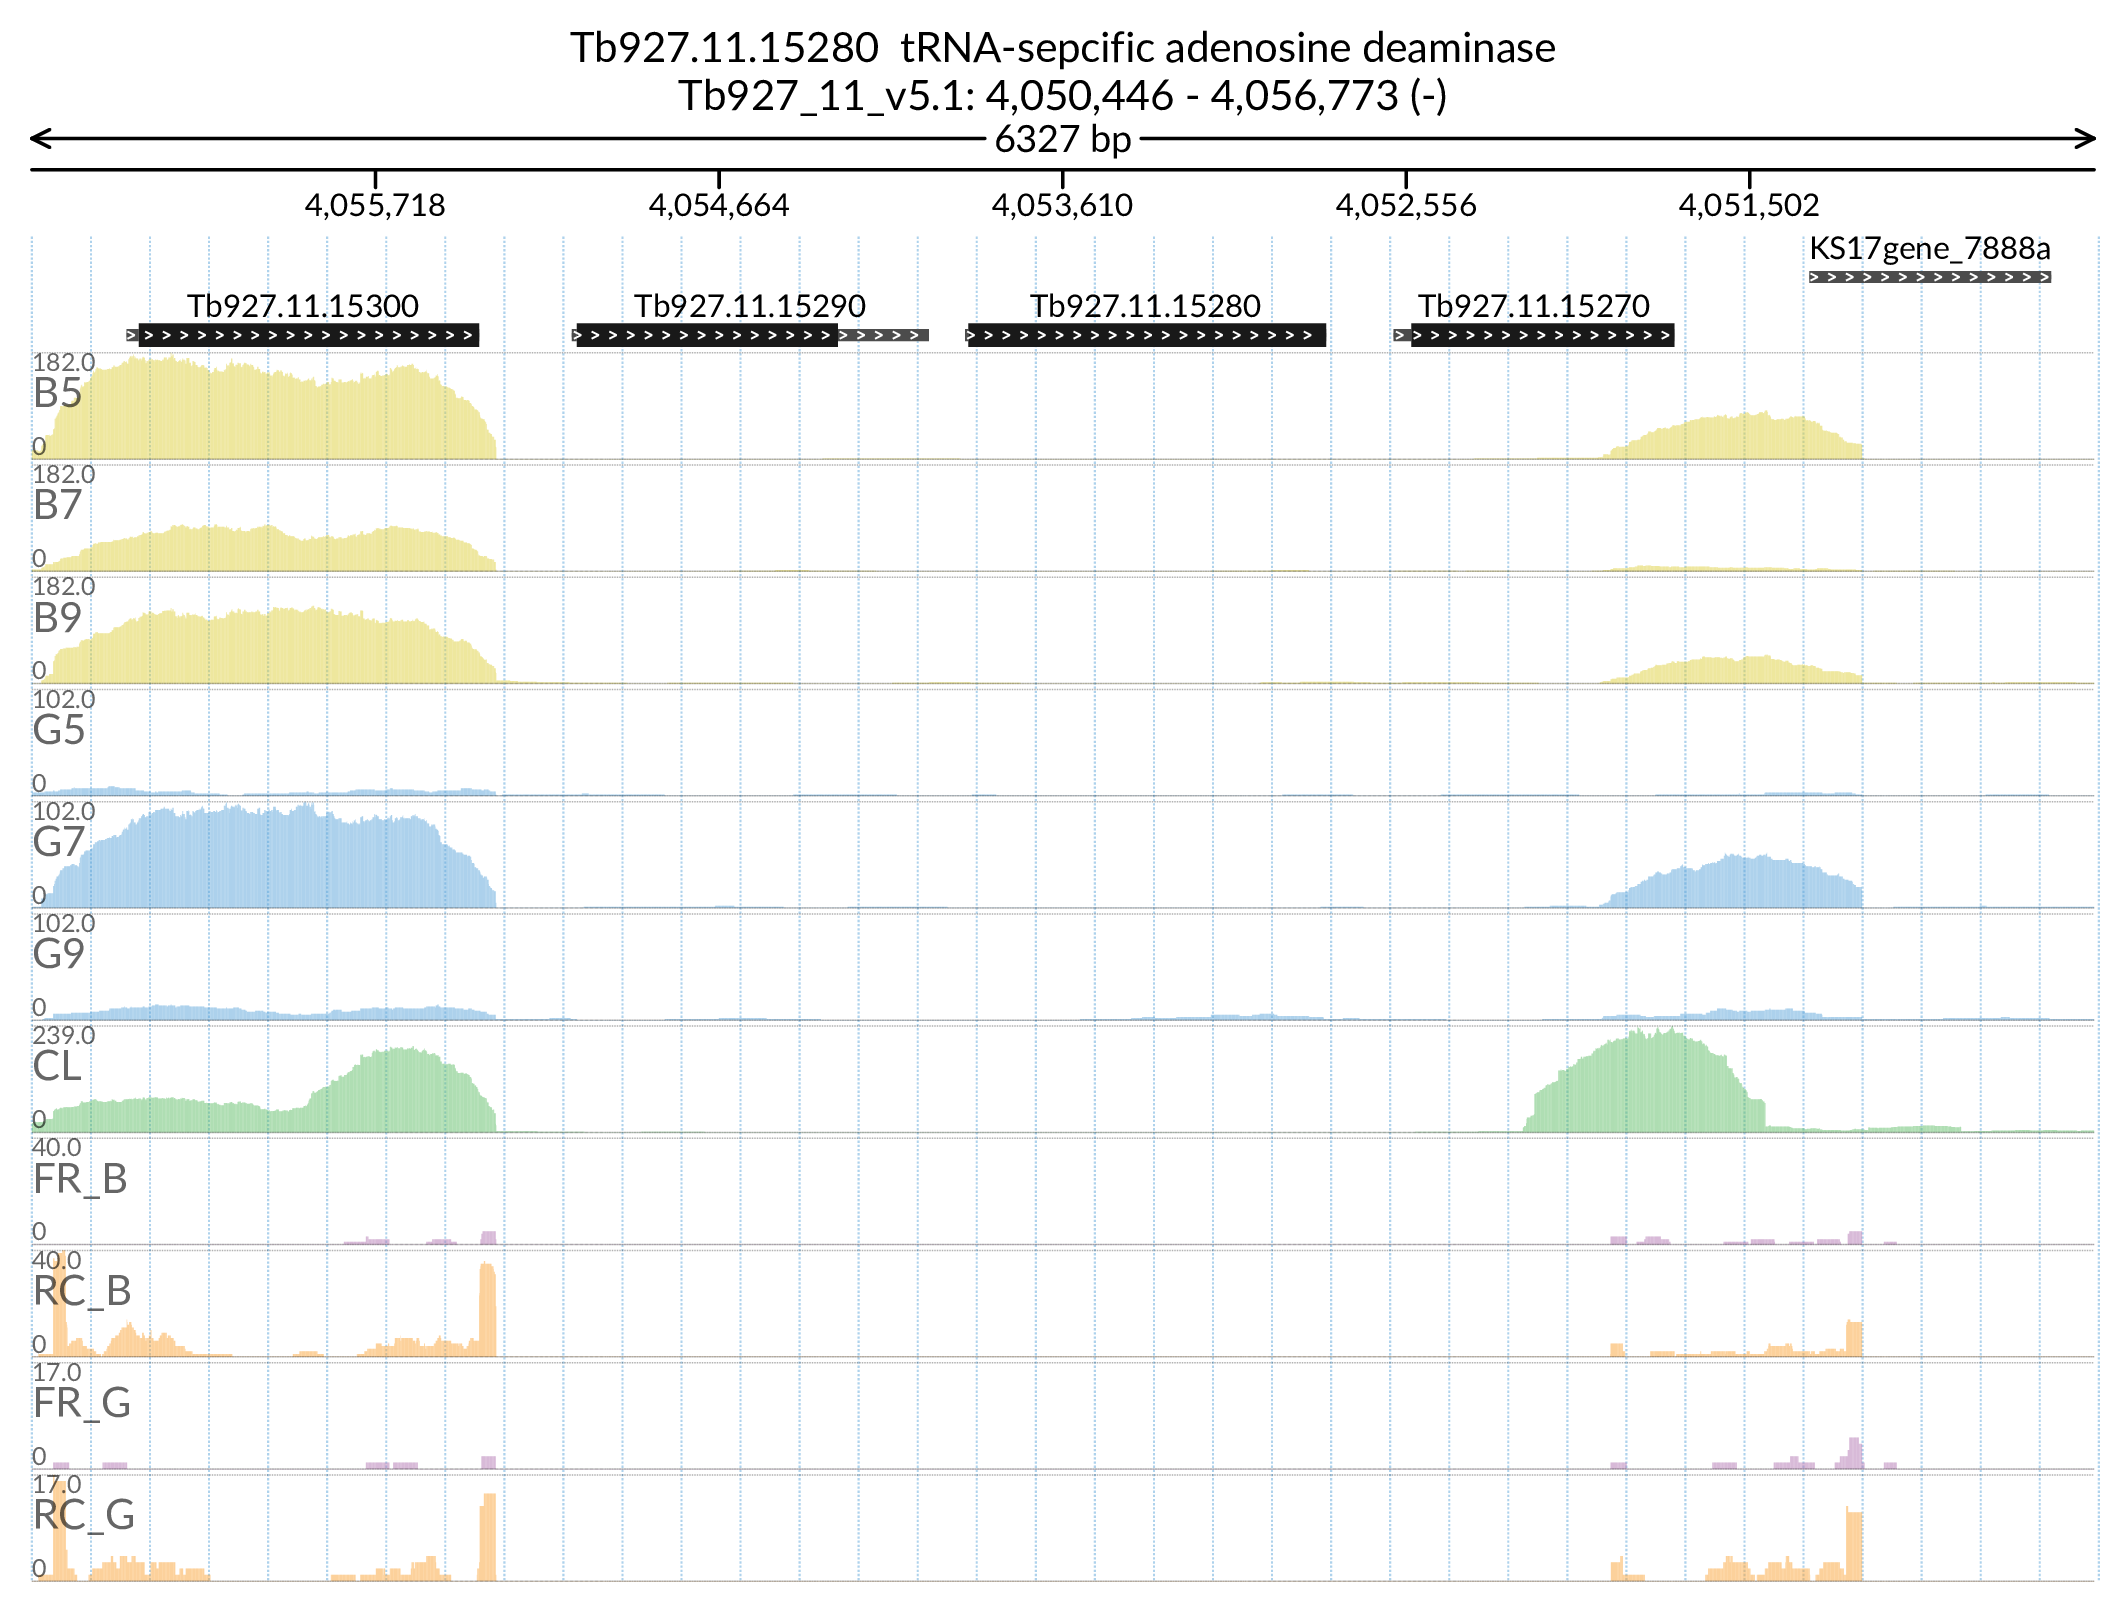 Tb927.11.15280  tRNA-sepcific adenosine deaminase
Tb927_11_v5.1: 4,050,446 - 4,056,773 (-)
6327 bp
4,055,718 4,054,664 4,053,610 4,052,556 4,051,502
KS17gene_7888a
Tb927.11.15300 Tb927.11.15290 Tb927.11.15280 Tb927.11.15270
182.0
B5
0
182.0
B7
0
182.0
B9
0
102.0
G5
0
102.0
G7
0
102.0
G9
0
239.0
CL
0
40.0
FR_B
0
40.0
RC_B
0
17.0
FR_G
0
17.0
RC_G
0